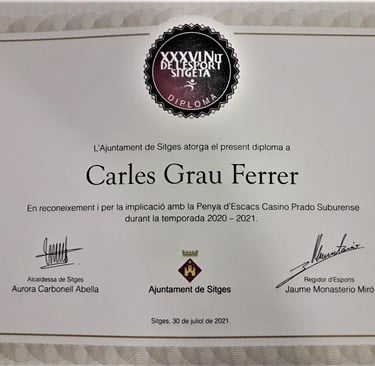 XXXVI NIT
DE L'ESPORT
SITGETÀ
DIPLOMA
L'Ajuntament de Sitges atorga el present diploma a
Carles Grau Ferrer
En reconeixement i per la implicació amb la Penya d'Escacs Casino Prado Suburense
durant la temporada 2020 – 2021.
Alcaldessa de Sitges
Aurora Carbonell Abella
Ajuntament de Sitges
Regidor d'Esports
Jaume Monasterio Miró
Sitges, 30 de juliol de 2021.